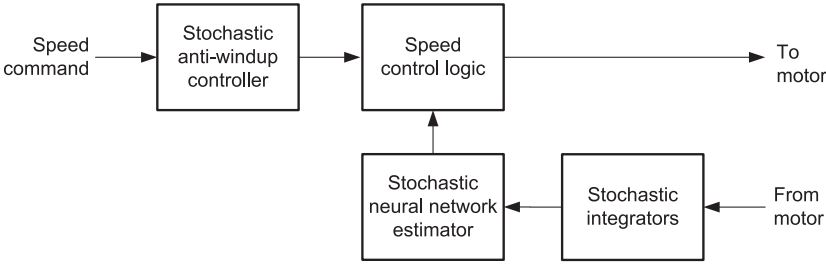 Speed
command
Stochastic
anti-windup
controller
Speed
control logic
To
motor
Stochastic
neural network
estimator
Stochastic
integrators
From
motor